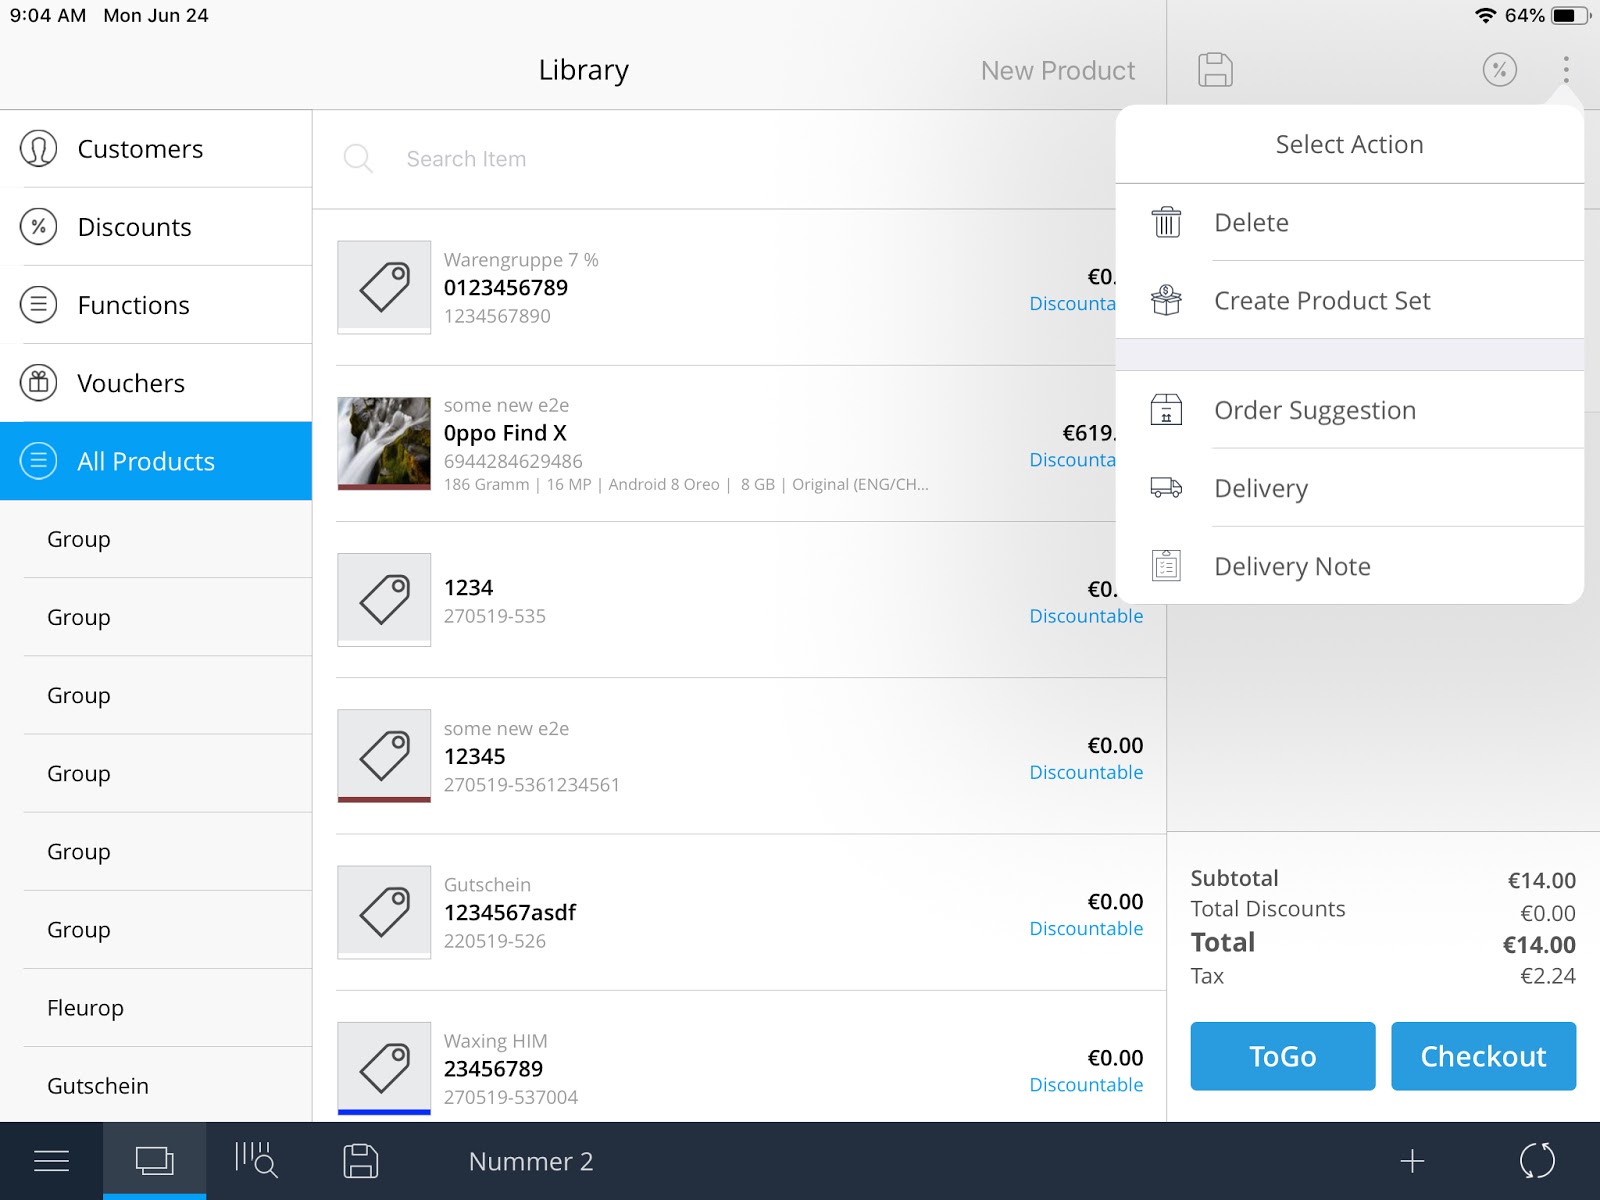 9:04 AM Mon Jun 24
64%
Library
New Product
Customers
Discounts
Functions
Vouchers
All Products
Group
Group
Group
Group
Group
Group
Fleurop
Gutschein
Search Item
Warengruppe 7 %
0123456789
1234567890
€0.
Discounta
some new e2e
0ppo Find X
6944284629486
186 Gramm | 16 MP | Android 8 Oreo | 8 GB | Original (ENG/CH...
€619.
Discounta
1234
270519-535
€0.
Discountable
some new e2e
12345
270519-5361234561
€0.00
Discountable
Gutschein
1234567asdf
220519-526
€0.00
Discountable
Waxing HIM
23456789
270519-537004
€0.00
Discountable
Select Action
Delete
Create Product Set
Order Suggestion
Delivery
Delivery Note
Subtotal €14.00
Total Discounts €0.00
Total €14.00
Tax €2.24
ToGo
Checkout
Nummer 2